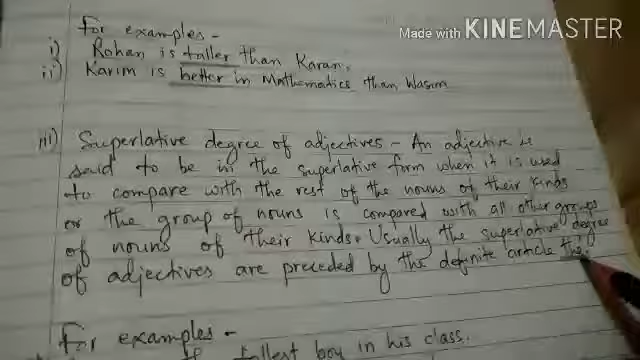 Made with KINEMASTER
For examples -
i) Rohan is taller than Karan.
ii) Karim is better in Mathematics than Wasim
iii) Superlative degree of adjectives - An adjective is
said to be in the superlative form when it is used
to compare with the rest of the nouns of their kinds
or the group of nouns is compared with all other groups
of nouns of their kinds. Usually the superlative degree
of adjectives are preceded by the definite article the.
For examples -
tallest boy in his class.